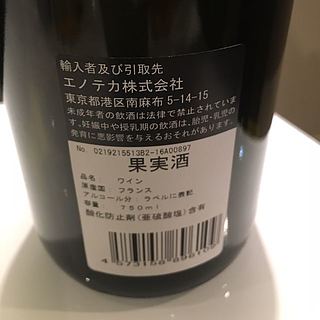 輸入者及び引取先
エノテカ株式会社
東京都港区南麻布 5-14-15
未成年者の飲酒は法律で禁止されていま
す。妊娠中や授乳期の飲酒は、胎児・乳児の
発育に悪影響を与えるおそれがあります。
No. 0219215513B2-16A00897
果実酒
品名 : ワイン
原産国 : フランス
アルコール分 : ラベルに表記
容量 : 750ml
酸化防止剤(亜硫酸塩)含有